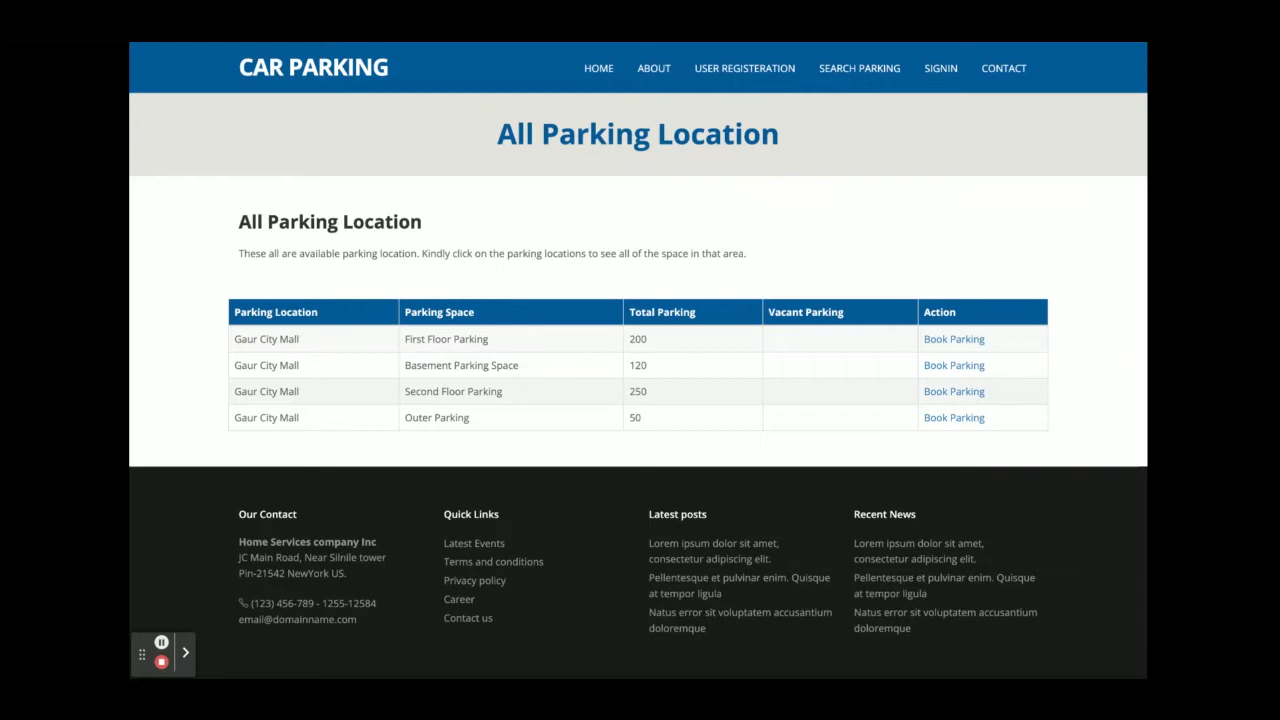 CAR PARKING
HOME ABOUT USER REGISTERATION SEARCH PARKING SIGNIN CONTACT
All Parking Location
All Parking Location
These all are available parking location. Kindly click on the parking locations to see all of the space in that area.
Parking Location Parking Space Total Parking Vacant Parking Action
Gaur City Mall First Floor Parking 200 Book Parking
Gaur City Mall Basement Parking Space 120 Book Parking
Gaur City Mall Second Floor Parking 250 Book Parking
Gaur City Mall Outer Parking 50 Book Parking
Our Contact
Home Services company Inc
JC Main Road, Near Silnile tower
Pin-21542 NewYork US.
(123) 456-789 - 1255-12584
email@domainname.com
Quick Links
Latest Events
Terms and conditions
Privacy policy
Career
Contact us
Latest posts
Lorem ipsum dolor sit amet,
consectetur adipiscing elit.
Pellentesque et pulvinar enim. Quisque
at tempor ligula
Natus error sit voluptatem accusantium
doloremque
Recent News
Lorem ipsum dolor sit amet,
consectetur adipiscing elit.
Pellentesque et pulvinar enim. Quisque
at tempor ligula
Natus error sit voluptatem accusantium
doloremque